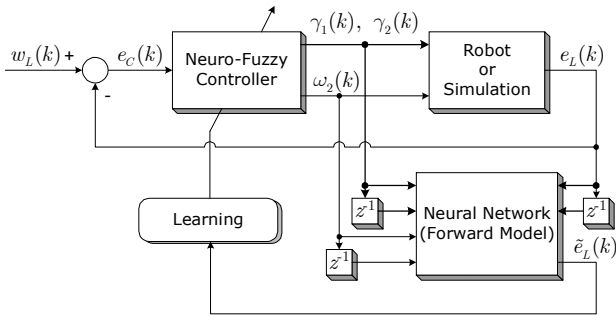 γ₁(k), γ₂(k)
w_L(k) +
e_C(k)
Neuro-Fuzzy
Controller
Robot
or
Simulation
e_L(k)
-
ω₂(k)
z⁻¹
z⁻¹
Learning
Neural Network
(Forward Model)
ẽ_L(k)
z⁻¹